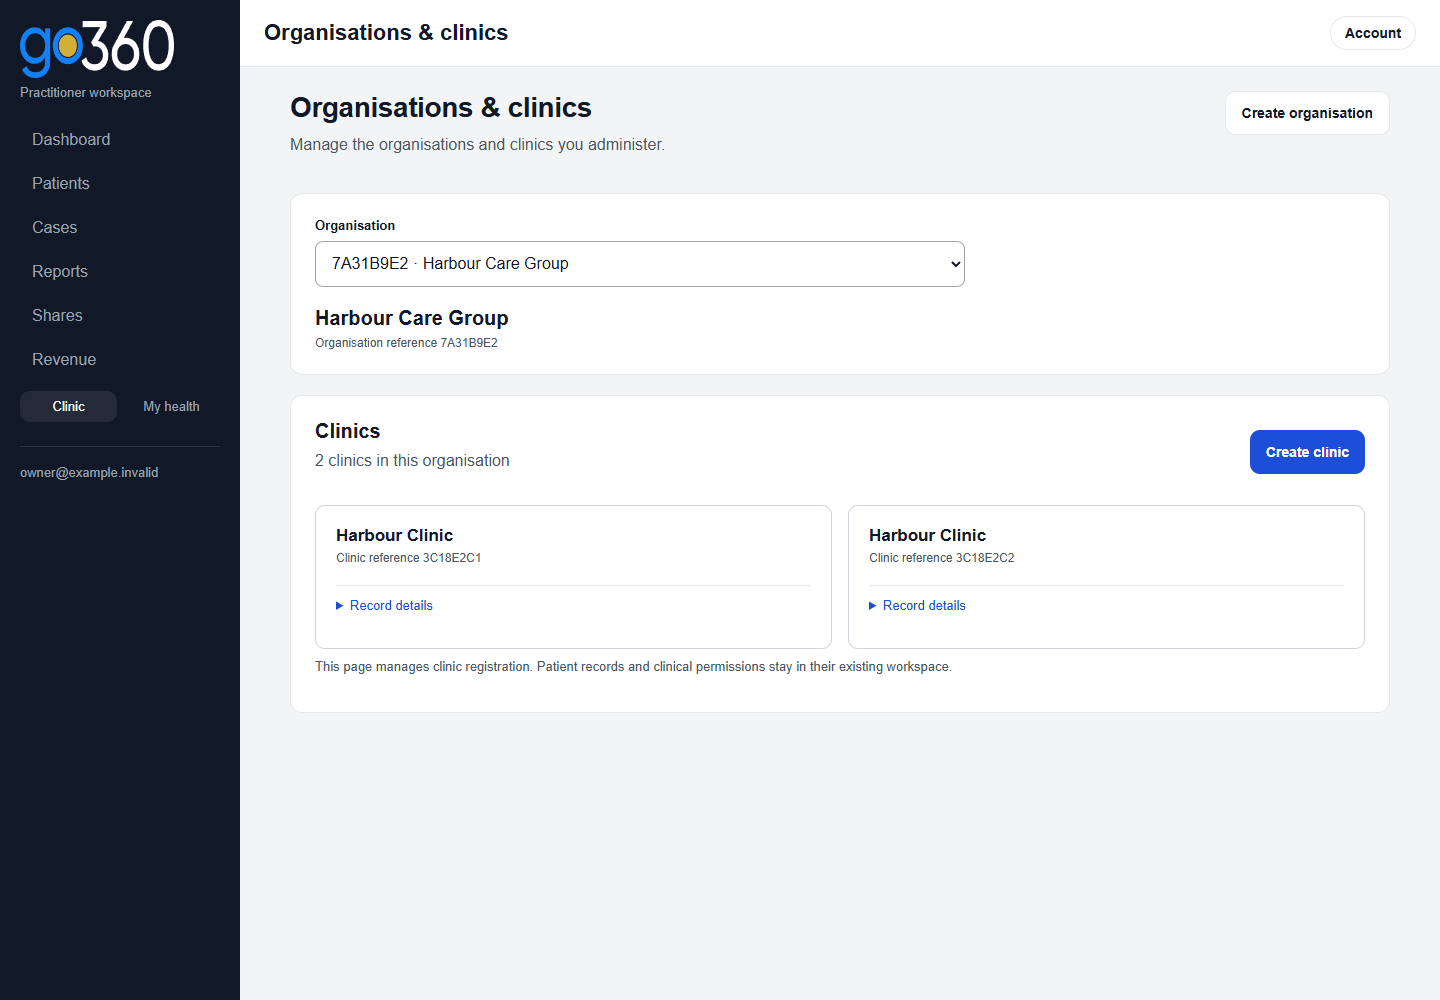 go360
Practitioner workspace
Dashboard
Patients
Cases
Reports
Shares
Revenue
Clinic
My health
owner@example.invalid
Organisations & clinics
Account
Organisations & clinics
Manage the organisations and clinics you administer.
Create organisation
Organisation
7A31B9E2 · Harbour Care Group
Harbour Care Group
Organisation reference 7A31B9E2
Clinics
2 clinics in this organisation
Create clinic
Harbour Clinic
Clinic reference 3C18E2C1
Record details
Harbour Clinic
Clinic reference 3C18E2C2
Record details
This page manages clinic registration. Patient records and clinical permissions stay in their existing workspace.